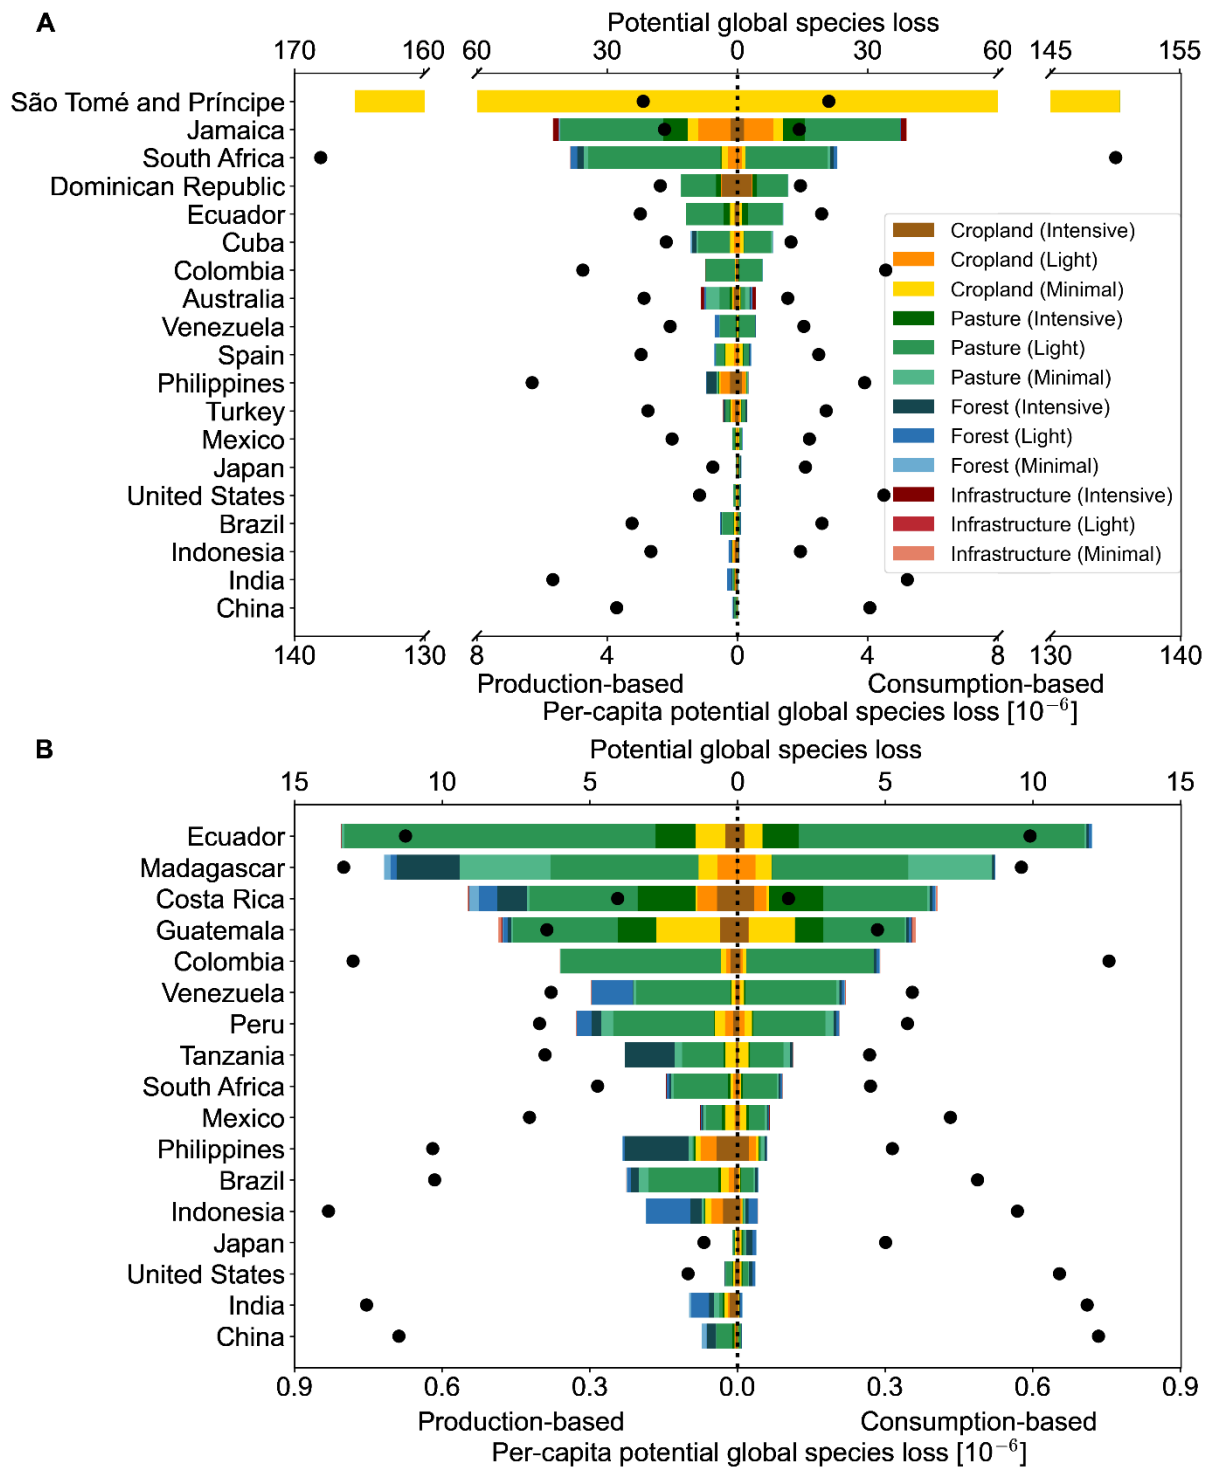 A
Potential global species loss
170 160 60 30 0 30 60 145 155
São Tomé and Príncipe
Jamaica
South Africa
Dominican Republic
Ecuador
Cuba
Colombia
Australia
Venezuela
Spain
Philippines
Turkey
Mexico
Japan
United States
Brazil
Indonesia
India
China
Cropland (Intensive)
Cropland (Light)
Cropland (Minimal)
Pasture (Intensive)
Pasture (Light)
Pasture (Minimal)
Forest (Intensive)
Forest (Light)
Forest (Minimal)
Infrastructure (Intensive)
Infrastructure (Light)
Infrastructure (Minimal)
140 130 8 4 0 4 8 130 140
Production-based Consumption-based
Per-capita potential global species loss [10⁻⁶]
B
Potential global species loss
15 10 5 0 5 10 15
Ecuador
Madagascar
Costa Rica
Guatemala
Colombia
Venezuela
Peru
Tanzania
South Africa
Mexico
Philippines
Brazil
Indonesia
Japan
United States
India
China
0.9 0.6 0.3 0.0 0.3 0.6 0.9
Production-based Consumption-based
Per-capita potential global species loss [10⁻⁶]